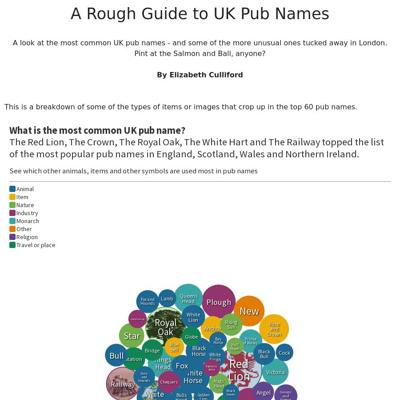 A Rough Guide to UK Pub Names
A look at the most common UK pub names - and some of the more unusual ones tucked away in London.
Pint at the Salmon and Ball, anyone?
By Elizabeth Culliford
This is a breakdown of some of the types of items or images that crop up in the top 60 pub names.
What is the most common UK pub name?
The Red Lion, The Crown, The Royal Oak, The White Hart and The Railway topped the list
of the most popular pub names in England, Scotland, Wales and Northern Ireland.
See which other animals, items and other symbols are used most in pub names
Animal
Item
Nature
Industry
Monarch
Other
Religion
Travel or place
Fox and Hounds
Lamb
Queens Head
Plough
White Lion
New
Royal Oak
Rising Sun
Rose and Crown
Star
Globe
Bridge
Bull
Black Horse
Black Bull
Cock
Fox
Red Lion
Victoria
Railway
Chequers
White
Angel